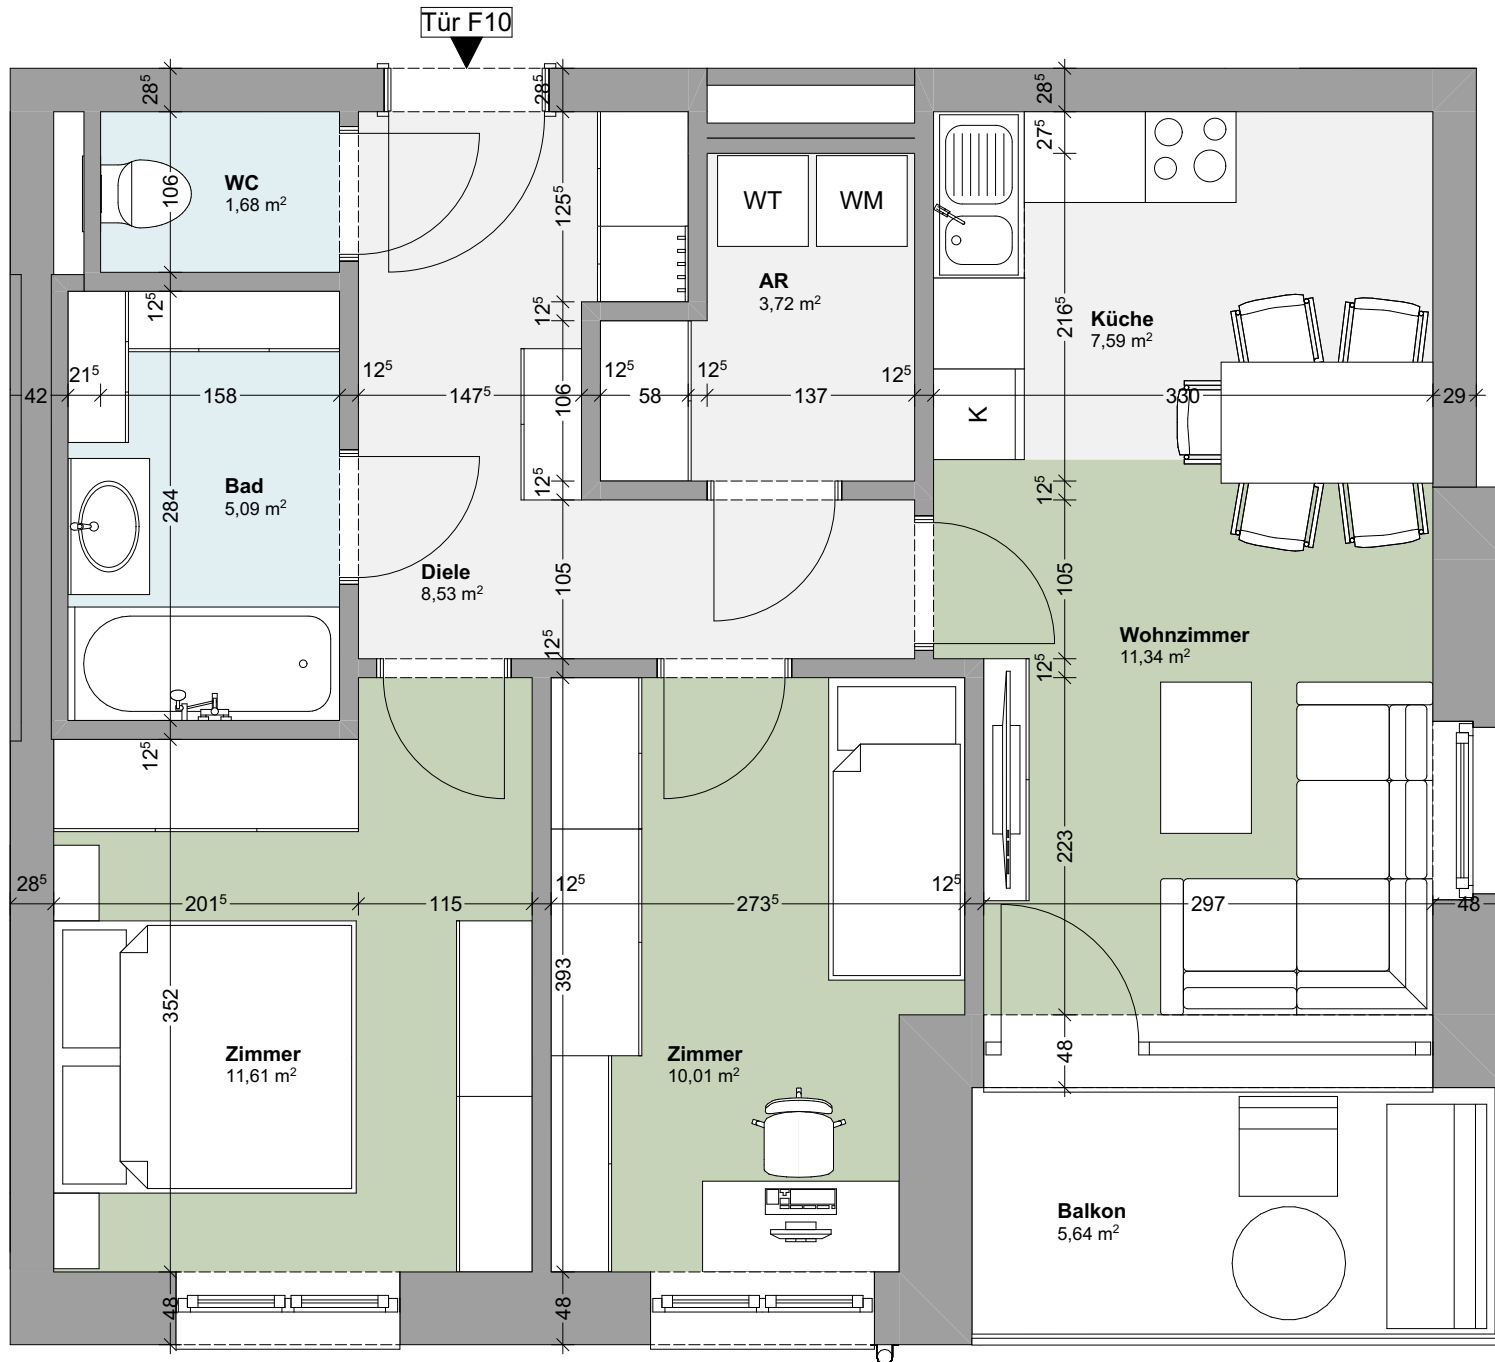 Tür F10
28⁵
28⁵
28⁵
27⁵
WC
1,68 m²
106
125⁵
WT
WM
AR
3,72 m²
12⁵
12⁵
216⁵
Küche
7,59 m²
42
21⁵
158
12⁵
147⁵
106
12⁵
58
12⁵
137
12⁵
330
29
K
Bad
5,09 m²
284
12⁵
12⁵
Diele
8,53 m²
105
105
Wohnzimmer
11,34 m²
12⁵
12⁵
12⁵
223
28⁵
201⁵
115
12⁵
273⁵
12⁵
297
48
352
393
Zimmer
11,61 m²
Zimmer
10,01 m²
48
Balkon
5,64 m²
48
48